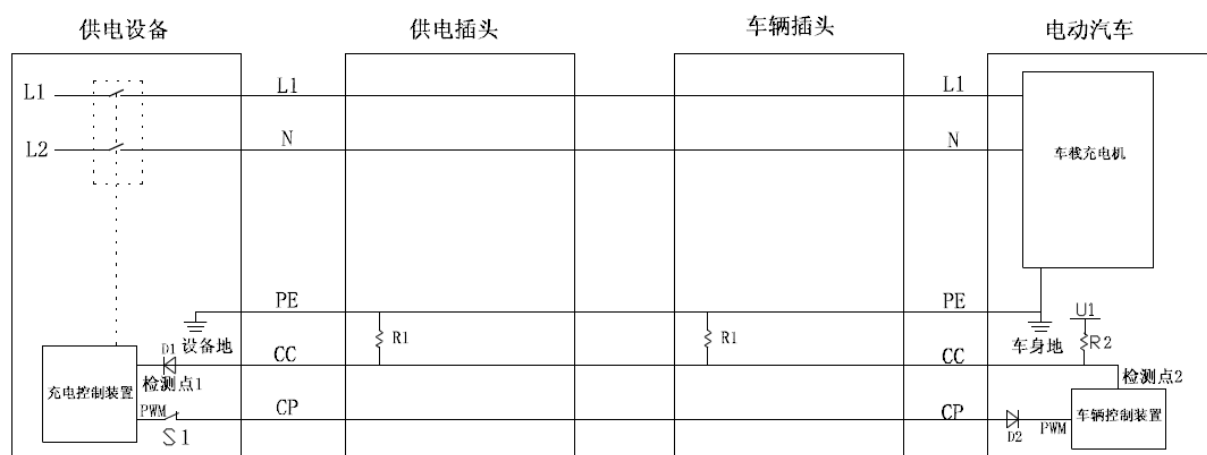 供电设备 供电插头 车辆插头 电动汽车
L1 L1 L1
L2 N N
车载充电机
PE PE
U1
R1 R1 R2
设备地 车身地
D1 CC CC
检测点1 检测点2
充电控制装置 车辆控制装置
PWM CP CP PWM
S1 D2